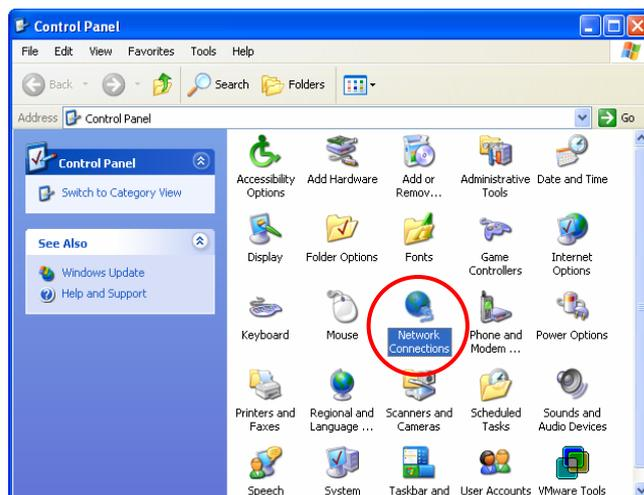 Control Panel
File Edit View Favorites Tools Help
Back Search Folders
Address Control Panel Go
Control Panel
Switch to Category View
See Also
Windows Update
Help and Support
Accessibility Options
Add Hardware
Add or Remov...
Administrative Tools
Date and Time
Display
Folder Options
Fonts
Game Controllers
Internet Options
Keyboard
Mouse
Network Connections
Phone and Modem ...
Power Options
Printers and Faxes
Regional and Language ...
Scanners and Cameras
Scheduled Tasks
Sounds and Audio Devices
Speech
System
Taskbar and
User Accounts
VMware Tools